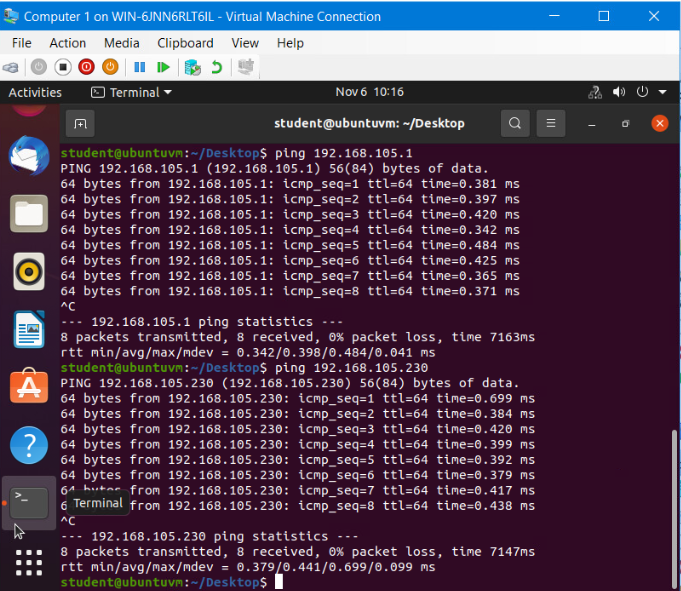 Computer 1 on WIN-6JNN6RLT6IL - Virtual Machine Connection
File Action Media Clipboard View Help
Activities Terminal Nov 6 10:16
student@ubuntuvm: ~/Desktop
student@ubuntuvm:~/Desktop$ ping 192.168.105.1
PING 192.168.105.1 (192.168.105.1) 56(84) bytes of data.
64 bytes from 192.168.105.1: icmp_seq=1 ttl=64 time=0.381 ms
64 bytes from 192.168.105.1: icmp_seq=2 ttl=64 time=0.397 ms
64 bytes from 192.168.105.1: icmp_seq=3 ttl=64 time=0.420 ms
64 bytes from 192.168.105.1: icmp_seq=4 ttl=64 time=0.342 ms
64 bytes from 192.168.105.1: icmp_seq=5 ttl=64 time=0.484 ms
64 bytes from 192.168.105.1: icmp_seq=6 ttl=64 time=0.425 ms
64 bytes from 192.168.105.1: icmp_seq=7 ttl=64 time=0.365 ms
64 bytes from 192.168.105.1: icmp_seq=8 ttl=64 time=0.371 ms
^C
--- 192.168.105.1 ping statistics ---
8 packets transmitted, 8 received, 0% packet loss, time 7163ms
rtt min/avg/max/mdev = 0.342/0.398/0.484/0.041 ms
student@ubuntuvm:~/Desktop$ ping 192.168.105.230
PING 192.168.105.230 (192.168.105.230) 56(84) bytes of data.
64 bytes from 192.168.105.230: icmp_seq=1 ttl=64 time=0.699 ms
64 bytes from 192.168.105.230: icmp_seq=2 ttl=64 time=0.384 ms
64 bytes from 192.168.105.230: icmp_seq=3 ttl=64 time=0.420 ms
64 bytes from 192.168.105.230: icmp_seq=4 ttl=64 time=0.399 ms
64 bytes from 192.168.105.230: icmp_seq=5 ttl=64 time=0.392 ms
64 bytes from 192.168.105.230: icmp_seq=6 ttl=64 time=0.379 ms
64 bytes from 192.168.105.230: icmp_seq=7 ttl=64 time=0.417 ms
Terminal
from 192.168.105.230: icmp_seq=8 ttl=64 time=0.438 ms
^C
--- 192.168.105.230 ping statistics ---
8 packets transmitted, 8 received, 0% packet loss, time 7147ms
rtt min/avg/max/mdev = 0.379/0.441/0.699/0.099 ms
student@ubuntuvm:~/Desktop$